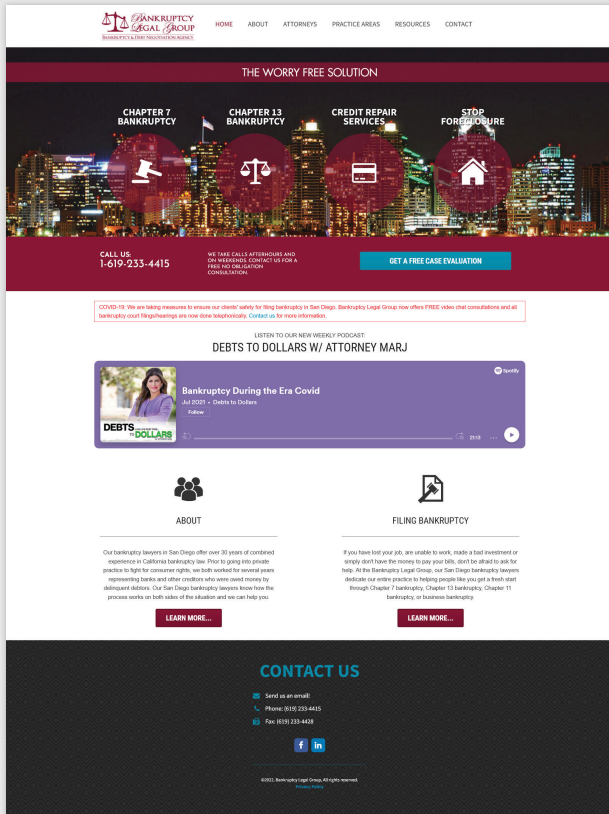 BANKRUPTCY
LEGAL GROUP
BANKRUPTCY & DEBT NEGOTIATION AGENCY
HOME ABOUT ATTORNEYS PRACTICE AREAS RESOURCES CONTACT
THE WORRY FREE SOLUTION
CHAPTER 7
BANKRUPTCY
CHAPTER 13
BANKRUPTCY
CREDIT REPAIR
SERVICES
STOP
FORECLOSURE
CALL US:
1-619-233-4415
WE TAKE CALLS AFTERHOURS AND
ON WEEKENDS. CONTACT US FOR A
FREE NO OBLIGATION
CONSULTATION.
GET A FREE CASE EVALUATION
COVID-19: We are taking measures to ensure our clients' safety for filing bankruptcy in San Diego. Bankruptcy Legal Group now offers FREE video chat consultations and all
bankruptcy court filings/hearings are now done telephonically. Contact us for more information.
LISTEN TO OUR NEW WEEKLY PODCAST:
DEBTS TO DOLLARS W/ ATTORNEY MARJ
Spotify
Bankruptcy During the Era Covid
Jul 2021 • Debts to Dollars
Follow
DEBTS
TO DOLLARS
21:13
ABOUT
Our bankruptcy lawyers in San Diego offer over 30 years of combined
experience in California bankruptcy law. Prior to going into private
practice to fight for consumer rights, we both worked for several years
representing banks and other creditors who were owed money by
delinquent debtors. Our San Diego bankruptcy lawyers know how the
process works on both sides of the situation and we can help you.
LEARN MORE...
FILING BANKRUPTCY
If you have lost your job, are unable to work, made a bad investment or
simply don't have the money to pay your bills, don't be afraid to ask for
help. At the Bankruptcy Legal Group, our San Diego bankruptcy lawyers
dedicate our entire practice to helping people like you get a fresh start
through Chapter 7 bankruptcy, Chapter 13 bankruptcy, Chapter 11
bankruptcy, or business bankruptcy.
LEARN MORE...
CONTACT US
Send us an email!
Phone: (619) 233-4415
Fax: (619) 233-4428
©2021, Bankruptcy Legal Group, All rights reserved.
Privacy Policy